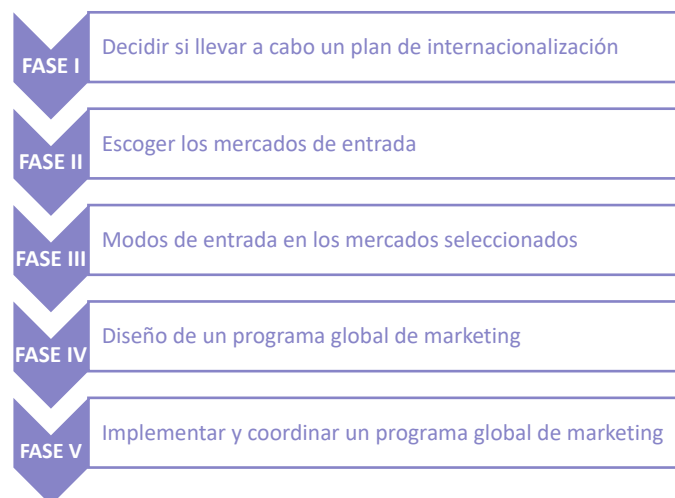 FASE I
Decidir si llevar a cabo un plan de internacionalización
FASE II
Escoger los mercados de entrada
FASE III
Modos de entrada en los mercados seleccionados
FASE IV
Diseño de un programa global de marketing
FASE V
Implementar y coordinar un programa global de marketing